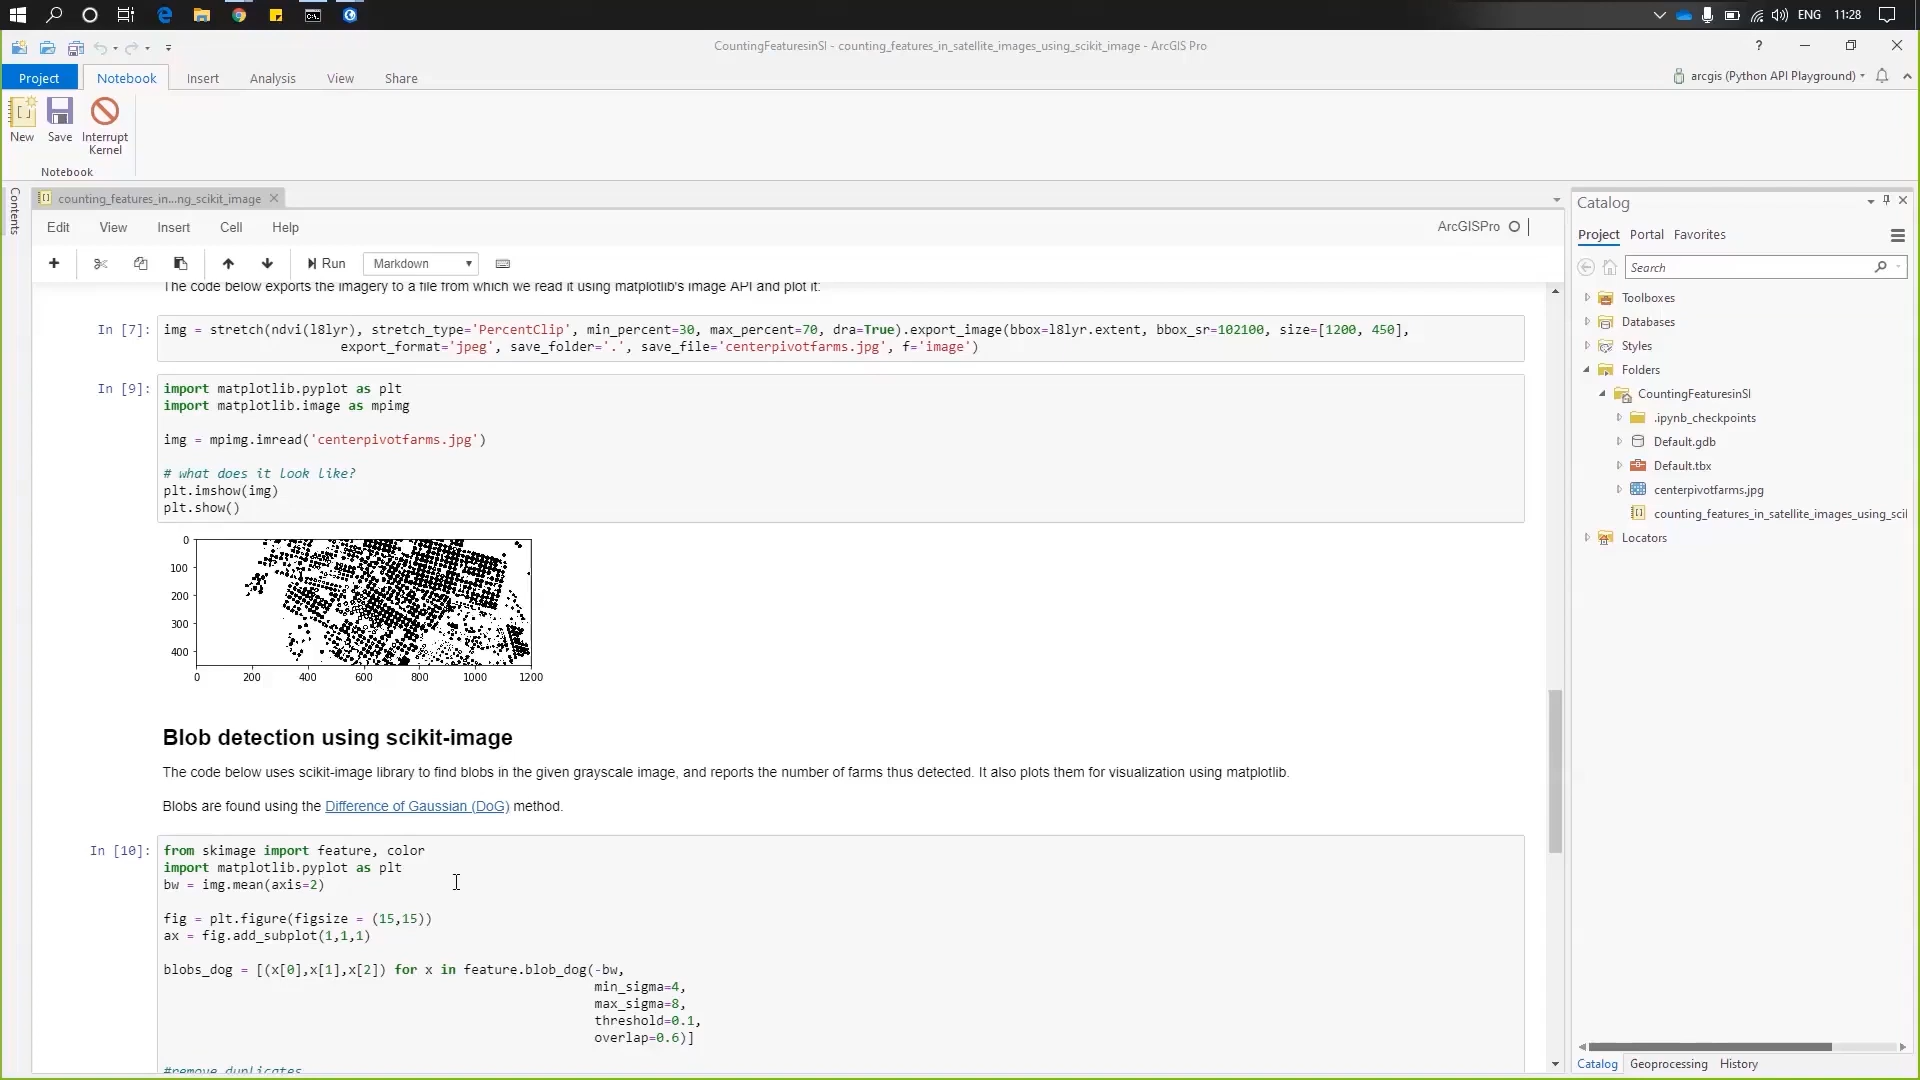 ENG
11:28
CountingFeaturesinSI - counting_features_in_satellite_images_using_scikit_image - ArcGIS Pro
?
Project
Notebook
Insert
Analysis
View
Share
arcgis (Python API Playground)
New
Save
Interrupt
Kernel
Notebook
Contents
counting_features_in...ng_scikit_image
Edit View Insert Cell Help
ArcGISPro
Run
Markdown
The code below exports the imagery to a file from which we read it using matplotlib's image API and plot it:
In [7]: img = stretch(ndvi(l8lyr), stretch_type='PercentClip', min_percent=30, max_percent=70, dra=True).export_image(bbox=l8lyr.extent, bbox_sr=102100, size=[1200, 450],
export_format='jpeg', save_folder='.', save_file='centerpivotfarms.jpg', f='image')
In [9]: import matplotlib.pyplot as plt
import matplotlib.image as mpimg
img = mpimg.imread('centerpivotfarms.jpg')
# what does it look like?
plt.imshow(img)
plt.show()
0
100
200
300
400
0 200 400 600 800 1000 1200
Blob detection using scikit-image
The code below uses scikit-image library to find blobs in the given grayscale image, and reports the number of farms thus detected. It also plots them for visualization using matplotlib.
Blobs are found using the Difference of Gaussian (DoG) method.
In [10]: from skimage import feature, color
import matplotlib.pyplot as plt
bw = img.mean(axis=2)
fig = plt.figure(figsize = (15,15))
ax = fig.add_subplot(1,1,1)
blobs_dog = [(x[0],x[1],x[2]) for x in feature.blob_dog(-bw,
min_sigma=4,
max_sigma=8,
threshold=0.1,
overlap=0.6)]
#remove duplicates
Catalog
Project Portal Favorites
Search
Toolboxes
Databases
Styles
Folders
CountingFeaturesinSI
.ipynb_checkpoints
Default.gdb
Default.tbx
centerpivotfarms.jpg
counting_features_in_satellite_images_using_sci
Locators
Catalog Geoprocessing History